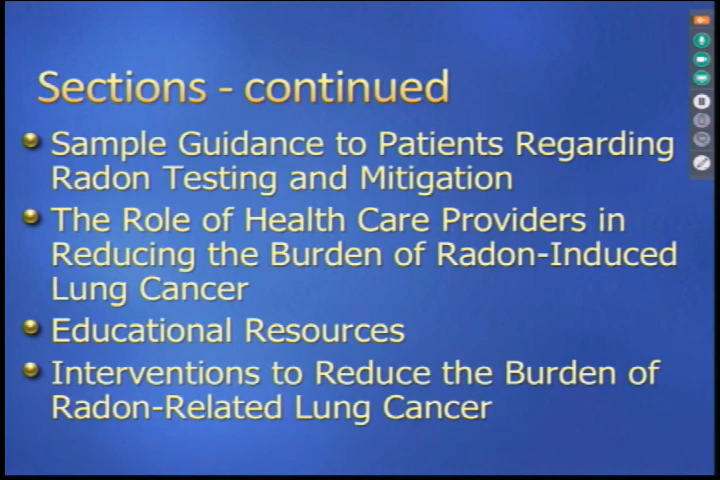 Sections - continued
Sample Guidance to Patients Regarding
Radon Testing and Mitigation
The Role of Health Care Providers in
Reducing the Burden of Radon-Induced
Lung Cancer
Educational Resources
Interventions to Reduce the Burden of
Radon-Related Lung Cancer